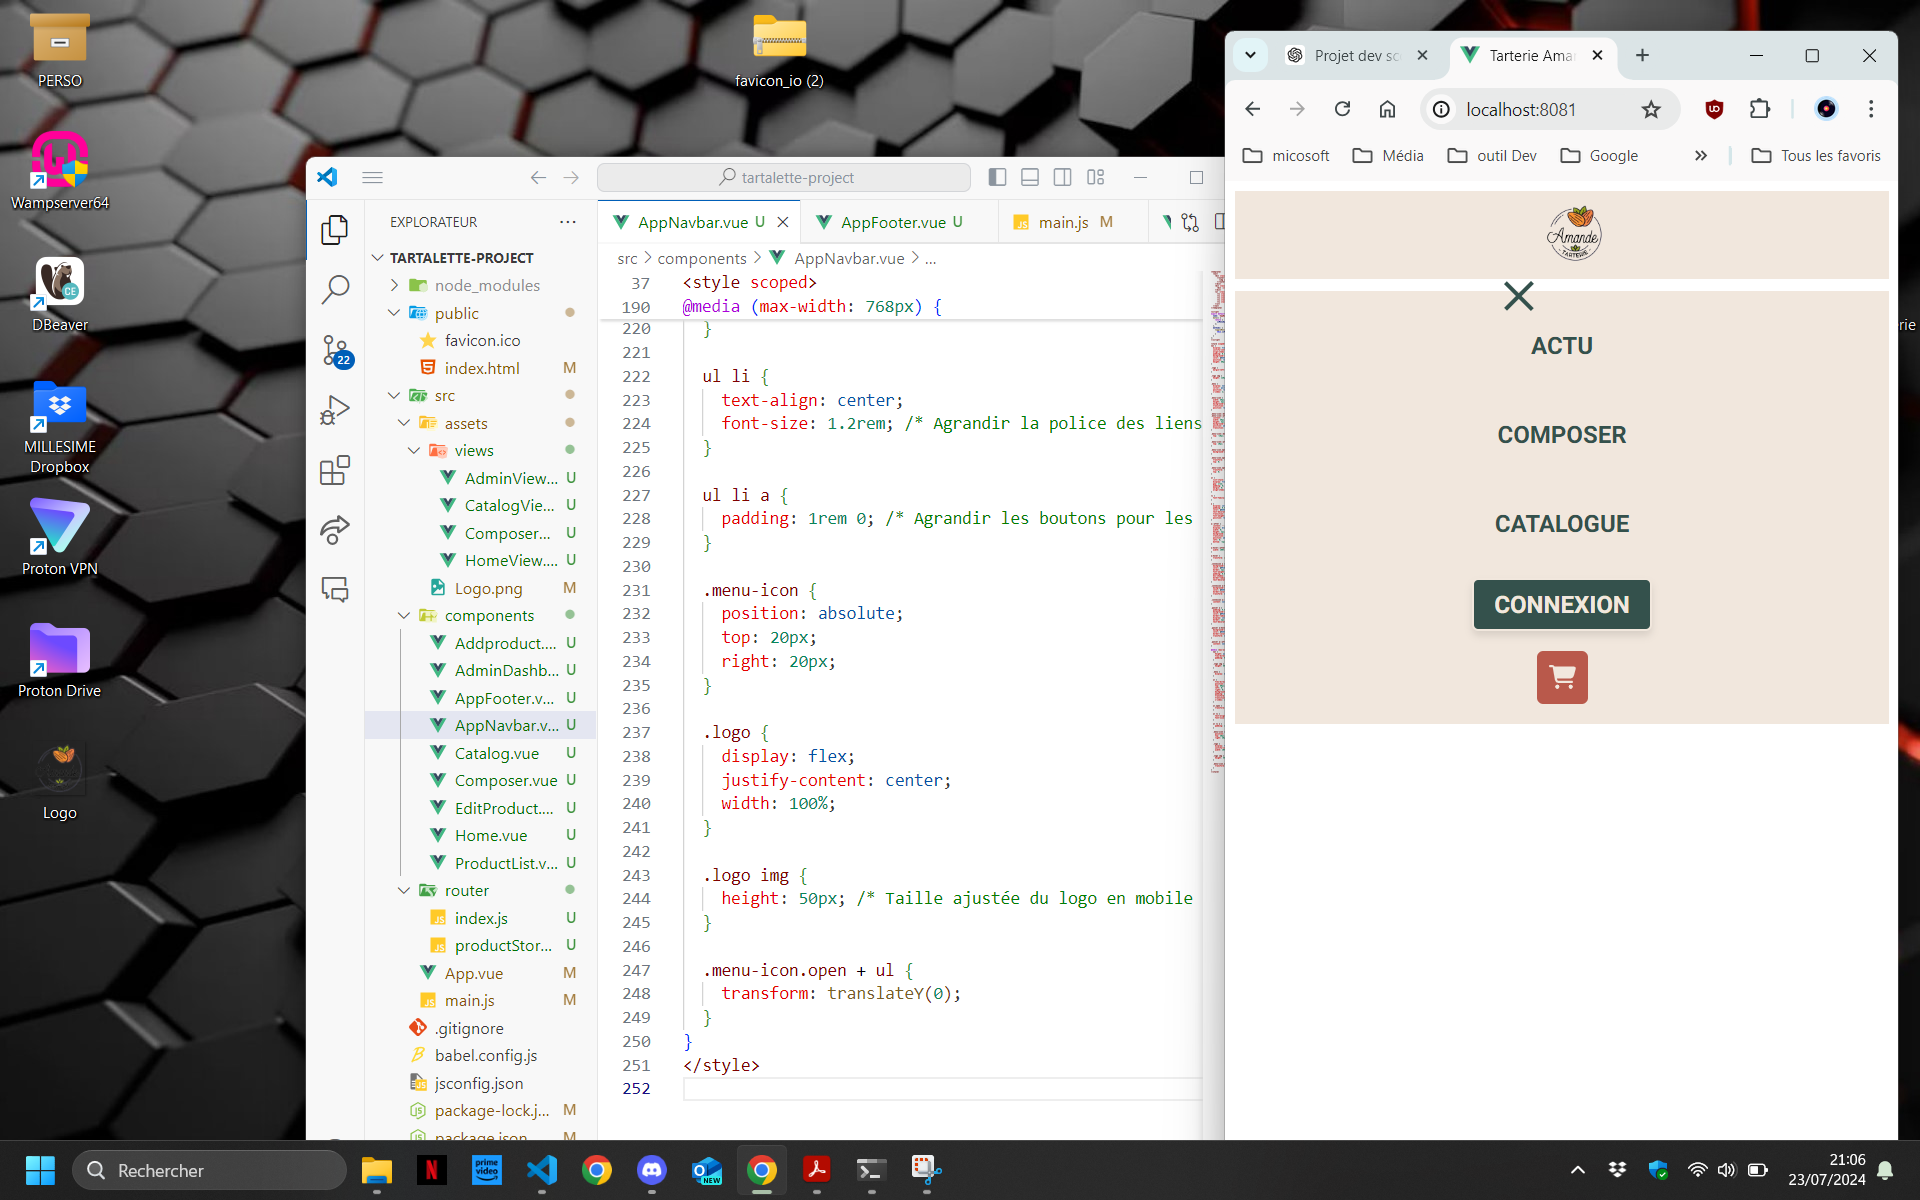 PERSO
Wampserver64
DBeaver
MILLESIME
Dropbox
Proton VPN
Proton Drive
Logo
favicon_io (2)
tartalette-project
EXPLORATEUR
TARTALETTE-PROJECT
node_modules
public
favicon.ico
index.html M
src
assets
views
AdminView... U
CatalogVie... U
Composer... U
HomeView.... U
Logo.png M
components
Addproduct.... U
AdminDashb... U
AppFooter.v... U
AppNavbar.v... U
Catalog.vue U
Composer.vue U
EditProduct.... U
Home.vue U
ProductList.v... U
router
index.js U
productStor... U
App.vue M
main.js M
.gitignore
babel.config.js
jsconfig.json
package-lock.j... M
package.json M
22
AppNavbar.vue U
AppFooter.vue U
main.js M
src > components > AppNavbar.vue > ...
37 <style scoped>
190 @media (max-width: 768px) {
220 }
221
222 ul li {
223 text-align: center;
224 font-size: 1.2rem; /* Agrandir la police des liens
225 }
226
227 ul li a {
228 padding: 1rem 0; /* Agrandir les boutons pour les
229 }
230
231 .menu-icon {
232 position: absolute;
233 top: 20px;
234 right: 20px;
235 }
236
237 .logo {
238 display: flex;
239 justify-content: center;
240 width: 100%;
241 }
242
243 .logo img {
244 height: 50px; /* Taille ajustée du logo en mobile
245 }
246
247 .menu-icon.open + ul {
248 transform: translateY(0);
249 }
250 }
251 </style>
252
Projet dev sc
Tarterie Ama
localhost:8081
micosoft
Média
outil Dev
Google
Tous les favoris
Amande
TARTERIE
ACTU
COMPOSER
CATALOGUE
CONNEXION
rie
Rechercher
prime video
NEW
21:06
23/07/2024